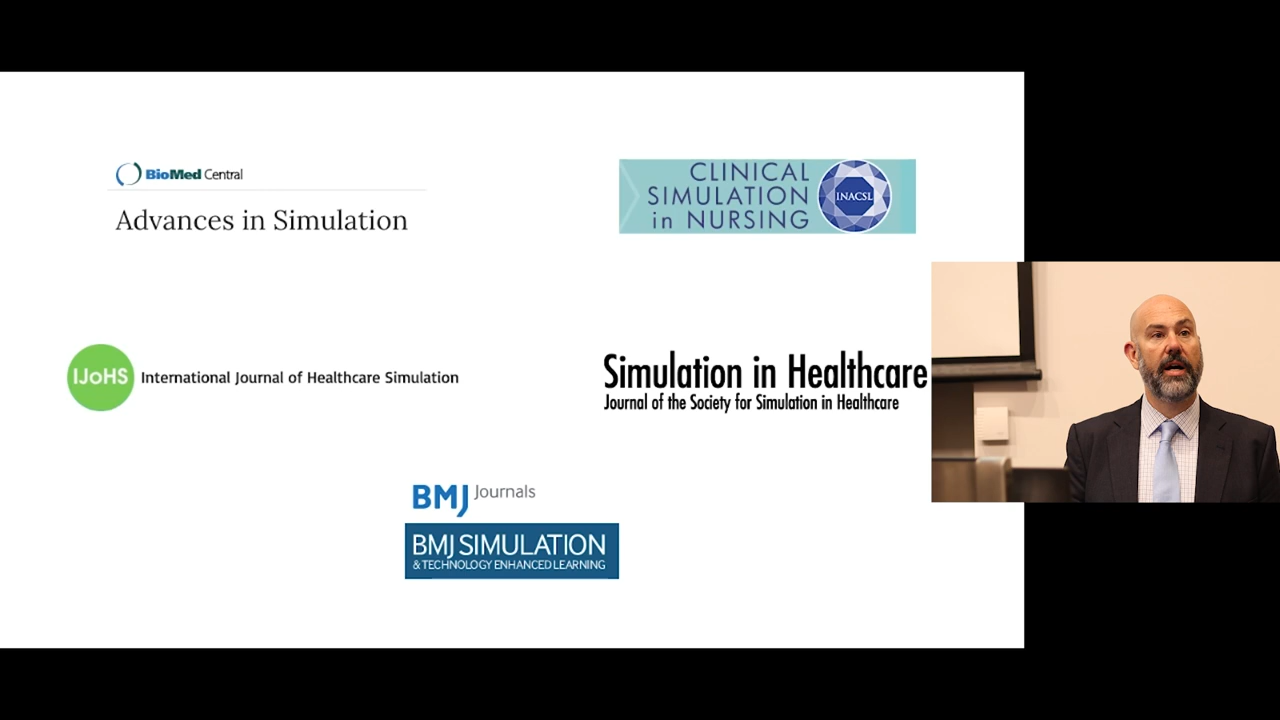 BioMed Central
Advances in Simulation
CLINICAL
SIMULATION
in NURSING
INACSL
IJoHS
International Journal of Healthcare Simulation
Simulation in Healthcare
Journal of the Society for Simulation in Healthcare
BMJ Journals
BMJ SIMULATION
& TECHNOLOGY ENHANCED LEARNING